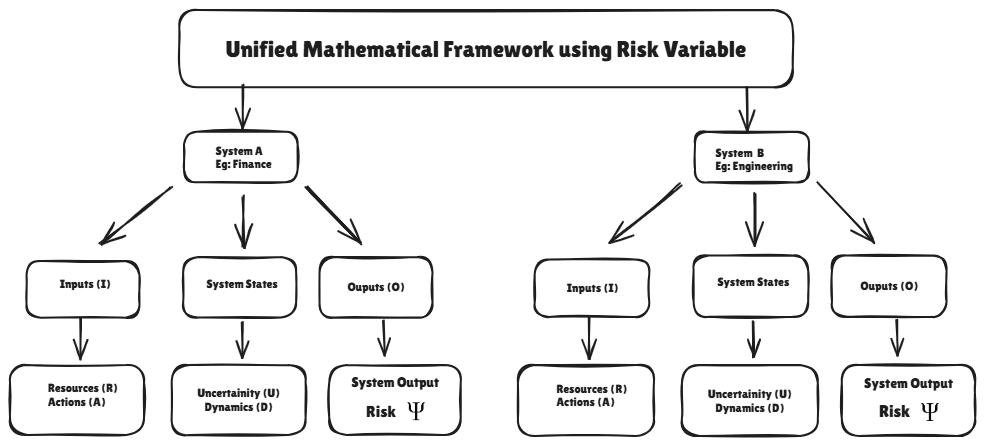 Unified Mathematical Framework using Risk Variable
System A
Eg: Finance
System B
Eg: Engineering
Inputs (I)
System States
Ouputs (O)
Inputs (I)
System States
Ouputs (O)
Resources (R)
Actions (A)
Uncertainity (U)
Dynamics (D)
System Output
Risk Ψ
Resources (R)
Actions (A)
Uncertainity (U)
Dynamics (D)
System Output
Risk Ψ